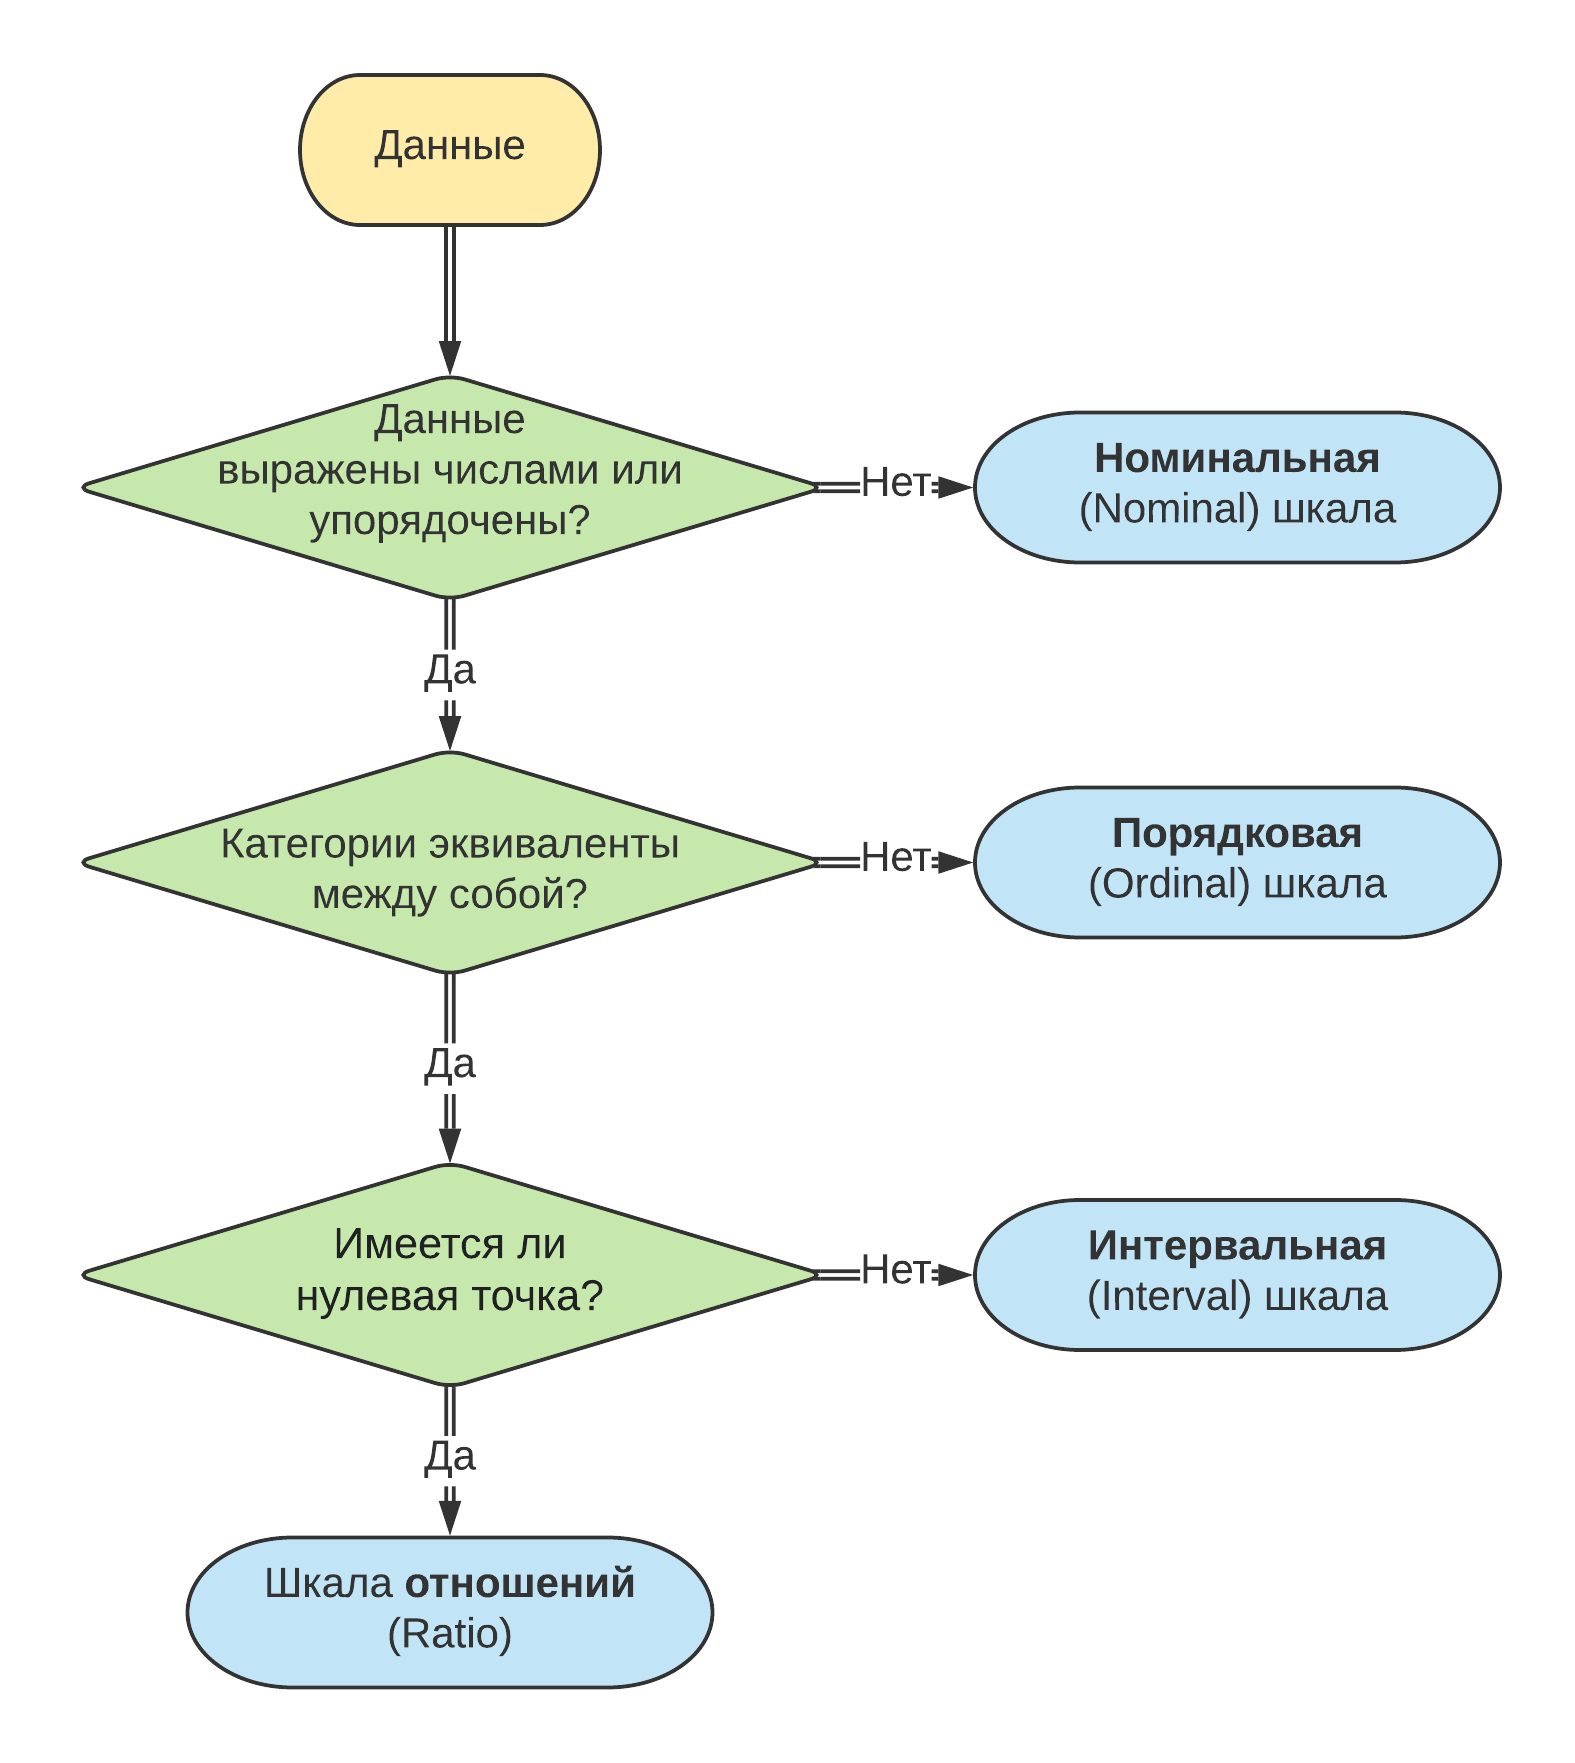 Данные
Данные
выражены числами или
упорядочены?
Нет
Номинальная
(Nominal) шкала
Да
Категории эквиваленты
между собой?
Нет
Порядковая
(Ordinal) шкала
Да
Имеется ли
нулевая точка?
Нет
Интервальная
(Interval) шкала
Да
Шкала отношений
(Ratio)